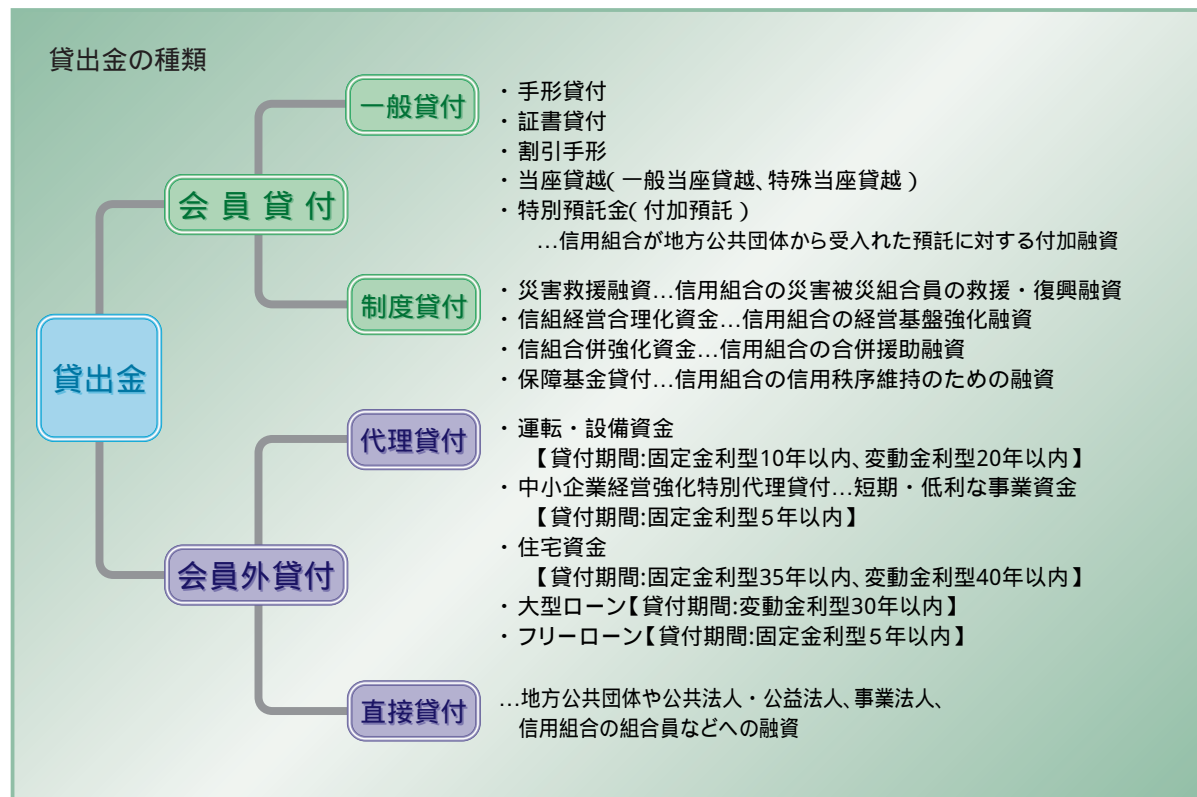 貸出金の種類
一般貸付
・手形貸付
・証書貸付
・割引手形
・当座貸越(一般当座貸越、特殊当座貸越)
・特別預託金(付加預託)
…信用組合が地方公共団体から受入れた預託に対する付加融資
会員貸付
制度貸付
・災害救援融資…信用組合の災害被災組合員の救援・復興融資
・信組経営合理化資金…信用組合の経営基盤強化融資
・信組合併強化資金…信用組合の合併援助融資
・保障基金貸付…信用組合の信用秩序維持のための融資
貸出金
代理貸付
・運転・設備資金
【貸付期間:固定金利型10年以内、変動金利型20年以内】
・中小企業経営強化特別代理貸付…短期・低利な事業資金
【貸付期間:固定金利型5年以内】
・住宅資金
【貸付期間:固定金利型35年以内、変動金利型40年以内】
・大型ローン【貸付期間:変動金利型30年以内】
・フリーローン【貸付期間:固定金利型5年以内】
会員外貸付
直接貸付
…地方公共団体や公共法人・公益法人、事業法人、
信用組合の組合員などへの融資